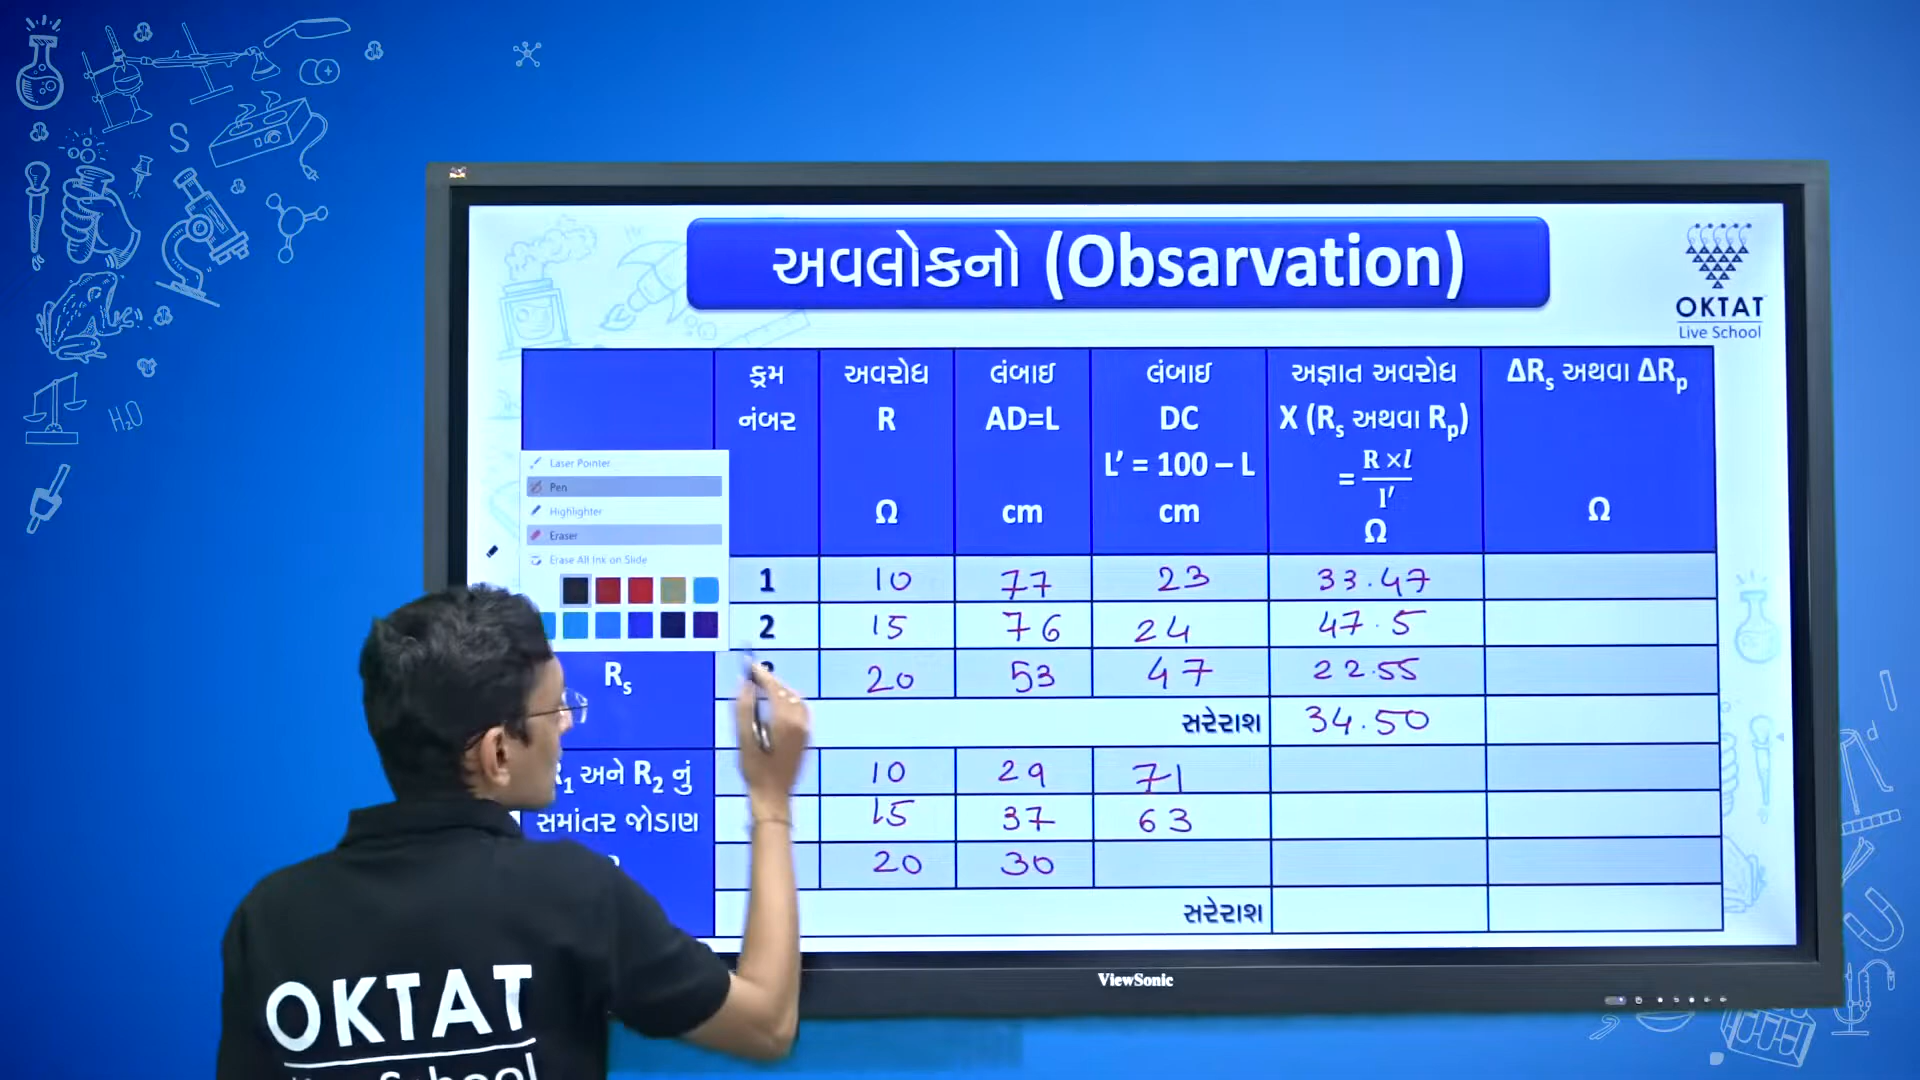 S
H₂O
અવલોકનો (Obsarvation)
OKTAT
Live School
ક્રમ નંબર
અવરોધ R Ω
લંબાઇ AD=L cm
લંબાઇ DC L′ = 100 – L cm
અજ્ઞાત અવરોધ X (Rₛ અથવા Rₚ) = R × l / l′ Ω
ΔRₛ અથવા ΔRₚ Ω
Laser Pointer
Pen
Highlighter
Eraser
Erase All Ink on Slide
1 10 77 23 33.47
2 15 76 24 47.5
Rₛ 20 53 47 22.55
સરેરાશ 34.50
અને R₂ નું 10 29 71
સમાંતર જોડાણ 15 37 63
20 30
સરેરાશ
ViewSonic
OKTAT